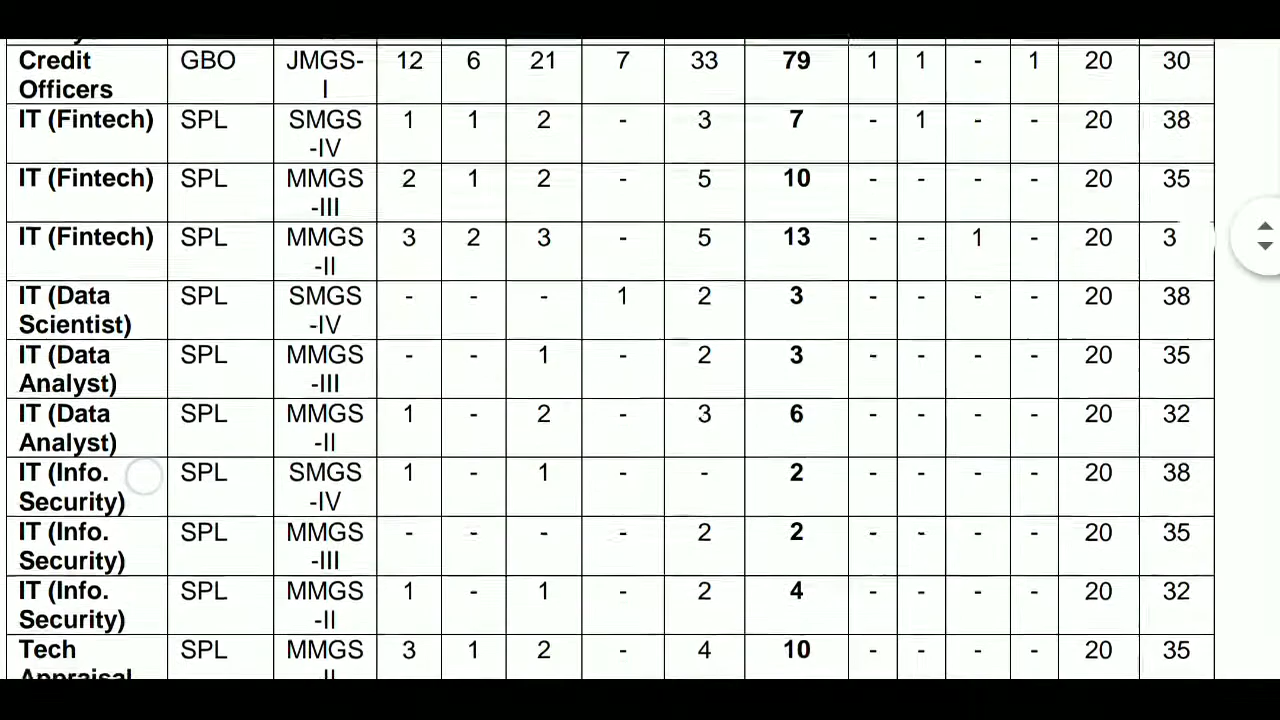 Credit GBO JMGS- 12 6 21 7 33 79 1 1 - 1 20 30
Officers I
IT (Fintech) SPL SMGS 1 1 2 - 3 7 - 1 - - 20 38
-IV
IT (Fintech) SPL MMGS 2 1 2 - 5 10 - - - - 20 35
-III
IT (Fintech) SPL MMGS 3 2 3 - 5 13 - - 1 - 20 3
-II
IT (Data SPL SMGS - - - 1 2 3 - - - - 20 38
Scientist) -IV
IT (Data SPL MMGS - - 1 - 2 3 - - - - 20 35
Analyst) -III
IT (Data SPL MMGS 1 - 2 - 3 6 - - - - 20 32
Analyst) -II
IT (Info. SPL SMGS 1 - 1 - - 2 - - - - 20 38
Security) -IV
IT (Info. SPL MMGS - - - - 2 2 - - - - 20 35
Security) -III
IT (Info. SPL MMGS 1 - 1 - 2 4 - - - - 20 32
Security) -II
Tech SPL MMGS 3 1 2 - 4 10 - - - - 20 35
Appraisal